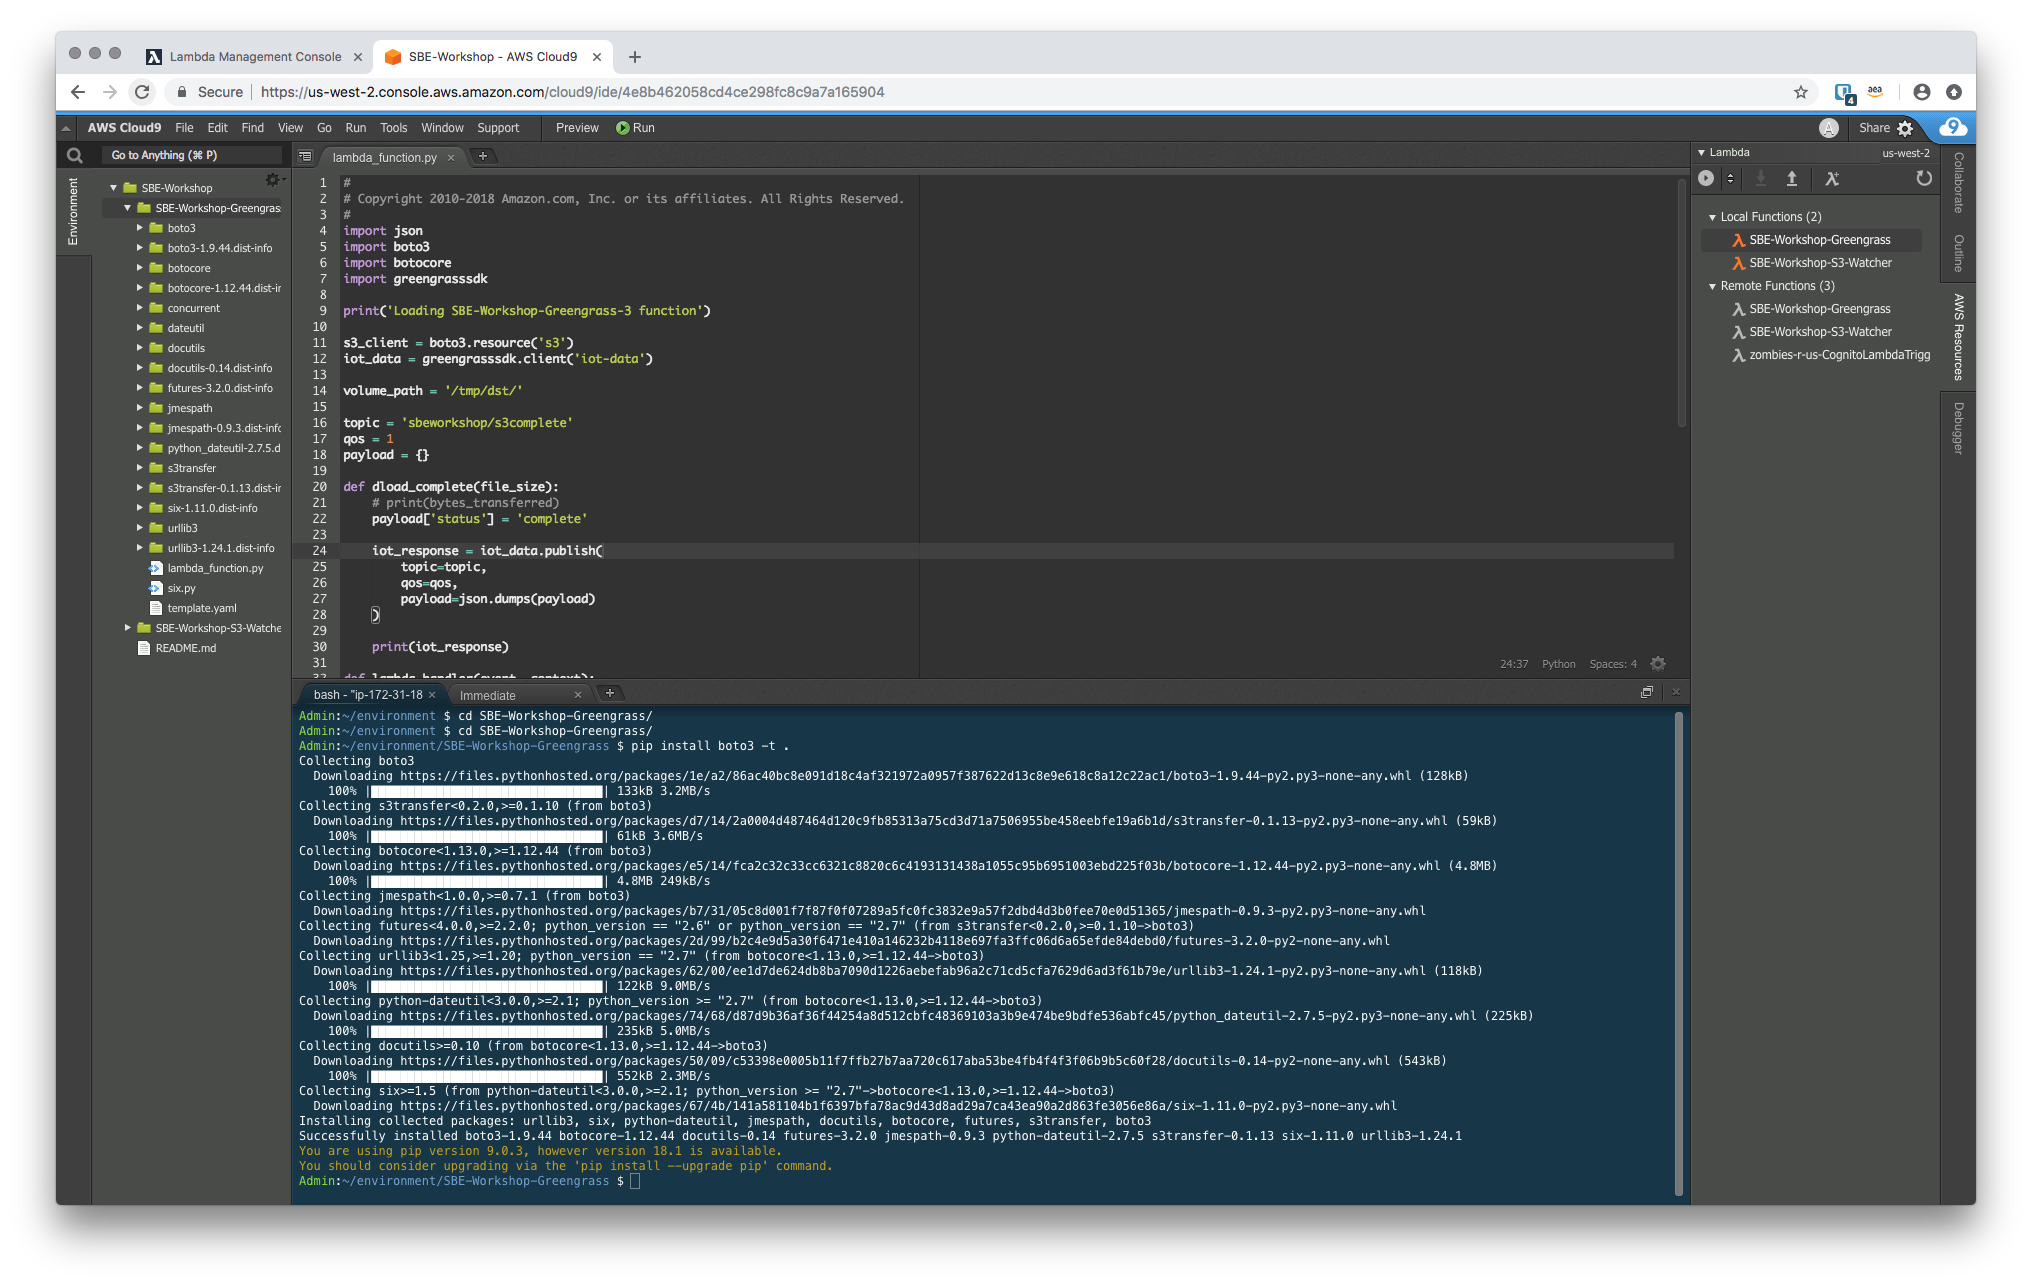 Lambda Management Console
SBE-Workshop - AWS Cloud9
Secure
https://us-west-2.console.aws.amazon.com/cloud9/ide/4e8b462058cd4ce298fc8c9a7a165904
4
aea
AWS Cloud9 File Edit Find View Go Run Tools Window Support Preview Run
A Share 9
Go to Anything (⌘ P)
Environment
SBE-Workshop
SBE-Workshop-Greengras
boto3
boto3-1.9.44.dist-info
botocore
botocore-1.12.44.dist-ir
concurrent
dateutil
docutils
docutils-0.14.dist-info
futures-3.2.0.dist-info
jmespath
jmespath-0.9.3.dist-infc
python_dateutil-2.7.5.d
s3transfer
s3transfer-0.1.13.dist-ir
six-1.11.0.dist-info
urllib3
urllib3-1.24.1.dist-info
lambda_function.py
six.py
template.yaml
SBE-Workshop-S3-Watche
README.md
lambda_function.py
1 #
2 # Copyright 2010-2018 Amazon.com, Inc. or its affiliates. All Rights Reserved.
3 #
4 import json
5 import boto3
6 import botocore
7 import greengrasssdk
8
9 print('Loading SBE-Workshop-Greengrass-3 function')
10
11 s3_client = boto3.resource('s3')
12 iot_data = greengrasssdk.client('iot-data')
13
14 volume_path = '/tmp/dst/'
15
16 topic = 'sbeworkshop/s3complete'
17 qos = 1
18 payload = {}
19
20 def dload_complete(file_size):
21 # print(bytes_transferred)
22 payload['status'] = 'complete'
23
24 iot_response = iot_data.publish(
25 topic=topic,
26 qos=qos,
27 payload=json.dumps(payload)
28 )
29
30 print(iot_response)
31
32 def lambda_handler(event, context):
24:37 Python Spaces: 4
bash - "ip-172-31-18
Immediate
Admin:~/environment $ cd SBE-Workshop-Greengrass/
Admin:~/environment $ cd SBE-Workshop-Greengrass/
Admin:~/environment/SBE-Workshop-Greengrass $ pip install boto3 -t .
Collecting boto3
Downloading https://files.pythonhosted.org/packages/1e/a2/86ac40bc8e091d18c4af321972a0957f387622d13c8e9e618c8a12c22ac1/boto3-1.9.44-py2.py3-none-any.whl (128kB)
100% |████████████████████████████████| 133kB 3.2MB/s
Collecting s3transfer<0.2.0,>=0.1.10 (from boto3)
Downloading https://files.pythonhosted.org/packages/d7/14/2a0004d487464d120c9fb85313a75cd3d71a7506955be458eebfe19a6b1d/s3transfer-0.1.13-py2.py3-none-any.whl (59kB)
100% |████████████████████████████████| 61kB 3.6MB/s
Collecting botocore<1.13.0,>=1.12.44 (from boto3)
Downloading https://files.pythonhosted.org/packages/e5/14/fca2c32c33cc6321c8820c6c4193131438a1055c95b6951003ebd225f03b/botocore-1.12.44-py2.py3-none-any.whl (4.8MB)
100% |████████████████████████████████| 4.8MB 249kB/s
Collecting jmespath<1.0.0,>=0.7.1 (from boto3)
Downloading https://files.pythonhosted.org/packages/b7/31/05c8d001f7f87f0f07289a5fc0fc3832e9a57f2dbd4d3b0fee70e0d51365/jmespath-0.9.3-py2.py3-none-any.whl
Collecting futures<4.0.0,>=2.2.0; python_version == "2.6" or python_version == "2.7" (from s3transfer<0.2.0,>=0.1.10->boto3)
Downloading https://files.pythonhosted.org/packages/2d/99/b2c4e9d5a30f6471e410a146232b4118e697fa3ffc06d6a65efde84debd0/futures-3.2.0-py2-none-any.whl
Collecting urllib3<1.25,>=1.20; python_version == "2.7" (from botocore<1.13.0,>=1.12.44->boto3)
Downloading https://files.pythonhosted.org/packages/62/00/ee1d7de624db8ba7090d1226aebefab96a2c71cd5cfa7629d6ad3f61b79e/urllib3-1.24.1-py2.py3-none-any.whl (118kB)
100% |████████████████████████████████| 122kB 9.0MB/s
Collecting python-dateutil<3.0.0,>=2.1; python_version >= "2.7" (from botocore<1.13.0,>=1.12.44->boto3)
Downloading https://files.pythonhosted.org/packages/74/68/d87d9b36af36f44254a8d512cbfc48369103a3b9e474be9bdfe536abfc45/python_dateutil-2.7.5-py2.py3-none-any.whl (225kB)
100% |████████████████████████████████| 235kB 5.0MB/s
Collecting docutils>=0.10 (from botocore<1.13.0,>=1.12.44->boto3)
Downloading https://files.pythonhosted.org/packages/50/09/c53398e0005b11f7ffb27b7aa720c617aba53be4fb4f4f3f06b9b5c60f28/docutils-0.14-py2-none-any.whl (543kB)
100% |████████████████████████████████| 552kB 2.3MB/s
Collecting six>=1.5 (from python-dateutil<3.0.0,>=2.1; python_version >= "2.7"->botocore<1.13.0,>=1.12.44->boto3)
Downloading https://files.pythonhosted.org/packages/67/4b/141a581104b1f6397bfa78ac9d43d8ad29a7ca43ea90a2d863fe3056e86a/six-1.11.0-py2.py3-none-any.whl
Installing collected packages: urllib3, six, python-dateutil, jmespath, docutils, botocore, futures, s3transfer, boto3
Successfully installed boto3-1.9.44 botocore-1.12.44 docutils-0.14 futures-3.2.0 jmespath-0.9.3 python-dateutil-2.7.5 s3transfer-0.1.13 six-1.11.0 urllib3-1.24.1
You are using pip version 9.0.3, however version 18.1 is available.
You should consider upgrading via the 'pip install --upgrade pip' command.
Admin:~/environment/SBE-Workshop-Greengrass $
Lambda us-west-2
Local Functions (2)
SBE-Workshop-Greengrass
SBE-Workshop-S3-Watcher
Remote Functions (3)
SBE-Workshop-Greengrass
SBE-Workshop-S3-Watcher
zombies-r-us-CognitoLambdaTrigg
Collaborate
Outline
AWS Resources
Debugger